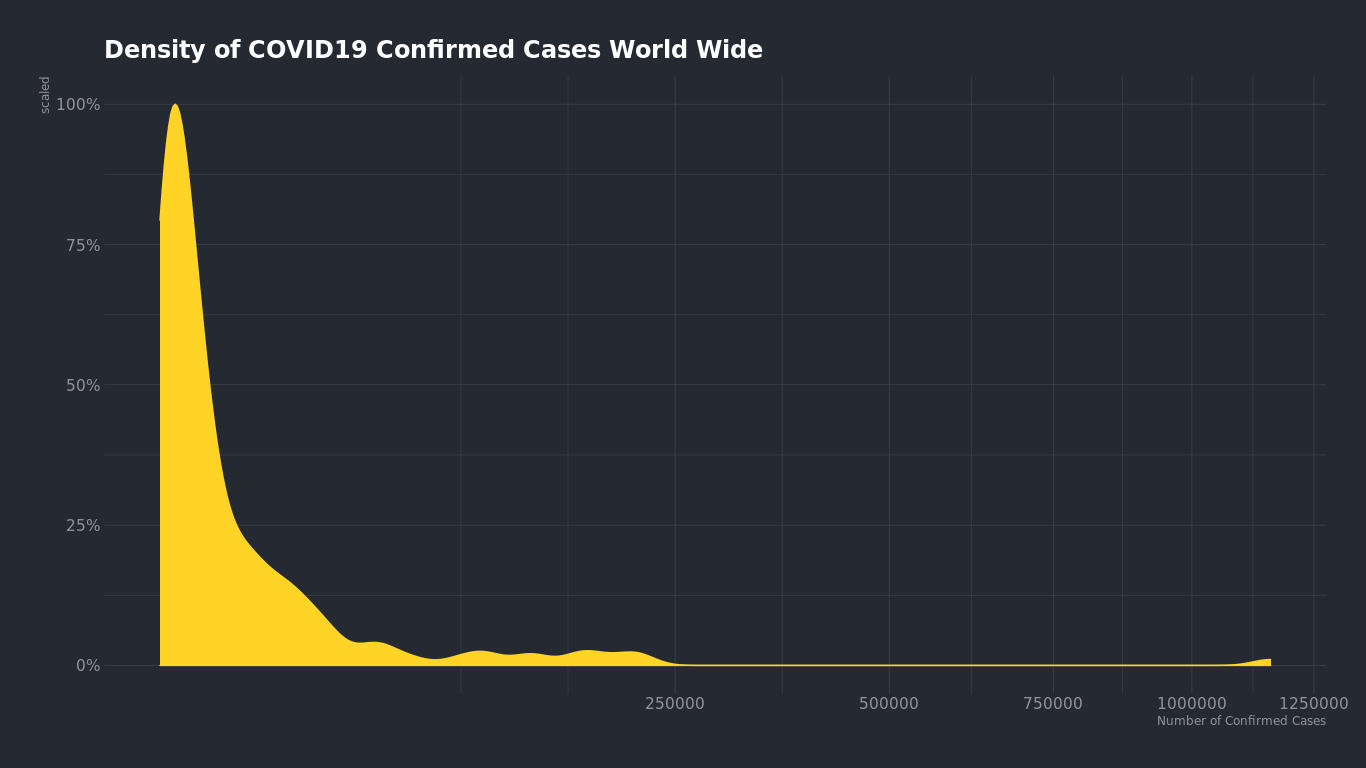 Density of COVID19 Confirmed Cases World Wide
scaled
100%
75%
50%
25%
0%
250000 500000 750000 1000000 1250000
Number of Confirmed Cases